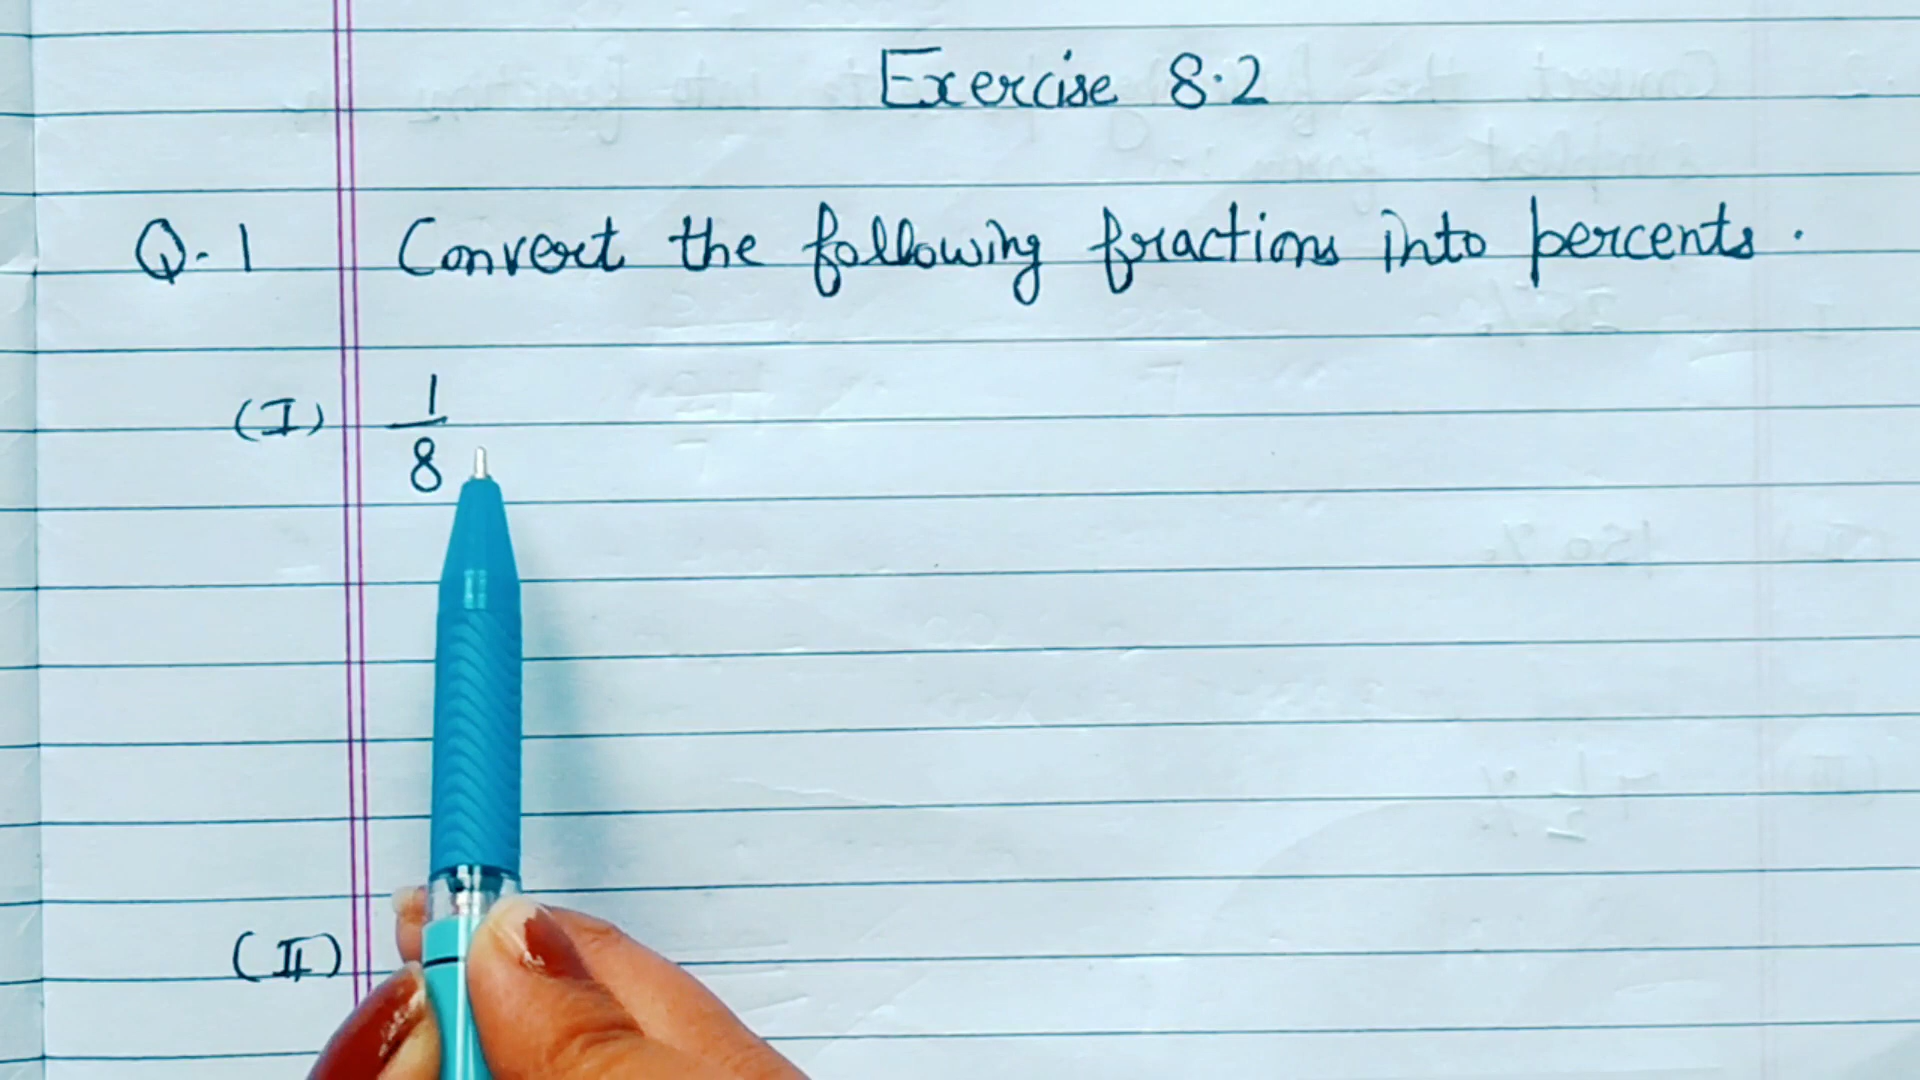 Exercise 8.2
Q.1 Convert the following fractions into percents.
(I) 1/8
(II)